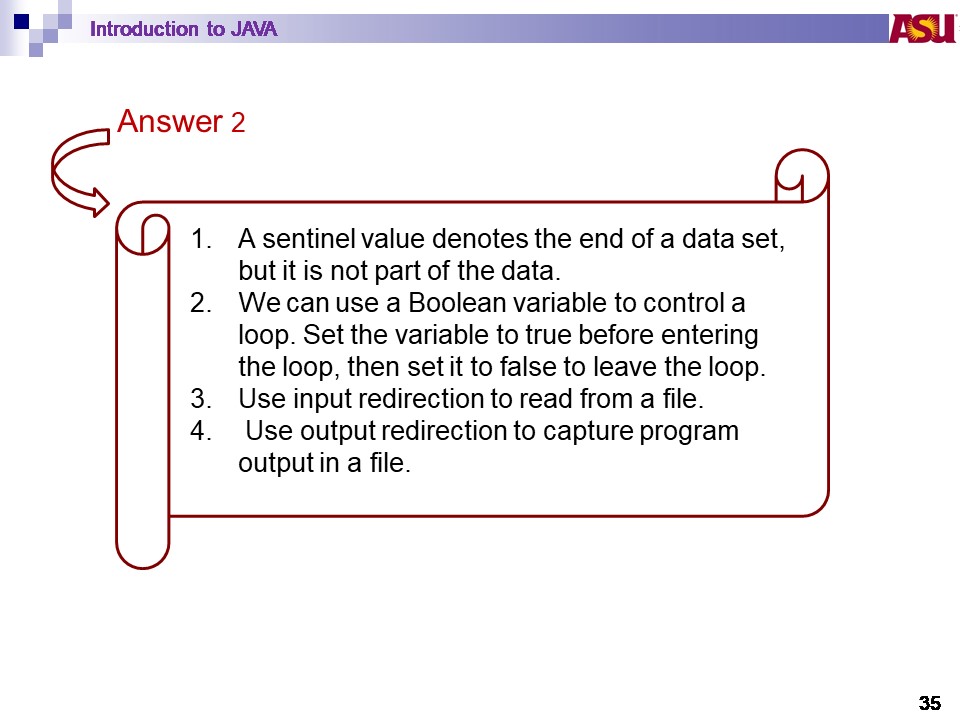 Introduction to JAVA
ASU
Answer 2
1. A sentinel value denotes the end of a data set,
but it is not part of the data.
2. We can use a Boolean variable to control a
loop. Set the variable to true before entering
the loop, then set it to false to leave the loop.
3. Use input redirection to read from a file.
4. Use output redirection to capture program
output in a file.
35